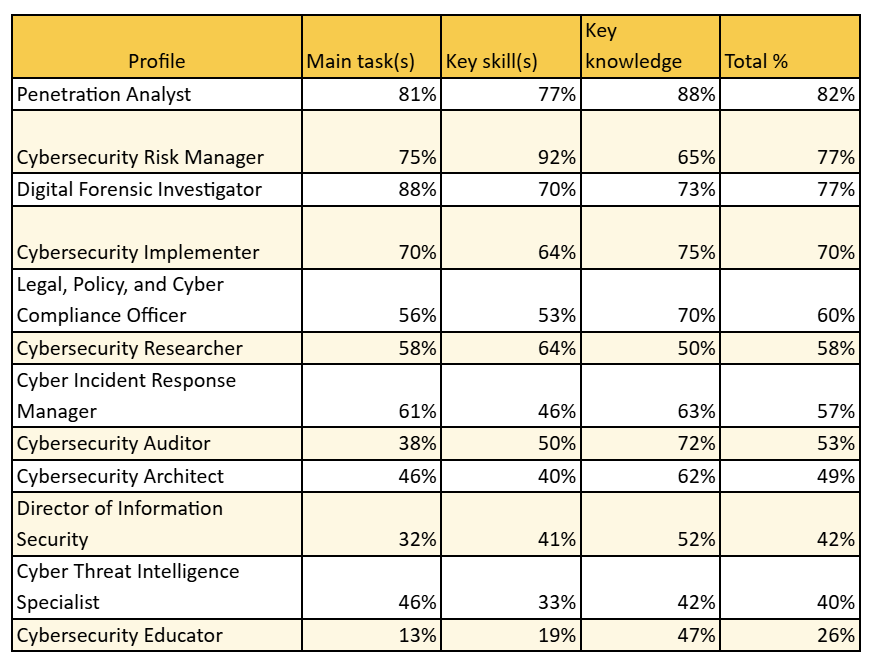 Profile Main task(s) Key skill(s) Key knowledge Total %
Penetration Analyst 81% 77% 88% 82%
Cybersecurity Risk Manager 75% 92% 65% 77%
Digital Forensic Investigator 88% 70% 73% 77%
Cybersecurity Implementer 70% 64% 75% 70%
Legal, Policy, and Cyber
Compliance Officer 56% 53% 70% 60%
Cybersecurity Researcher 58% 64% 50% 58%
Cyber Incident Response
Manager 61% 46% 63% 57%
Cybersecurity Auditor 38% 50% 72% 53%
Cybersecurity Architect 46% 40% 62% 49%
Director of Information
Security 32% 41% 52% 42%
Cyber Threat Intelligence
Specialist 46% 33% 42% 40%
Cybersecurity Educator 13% 19% 47% 26%